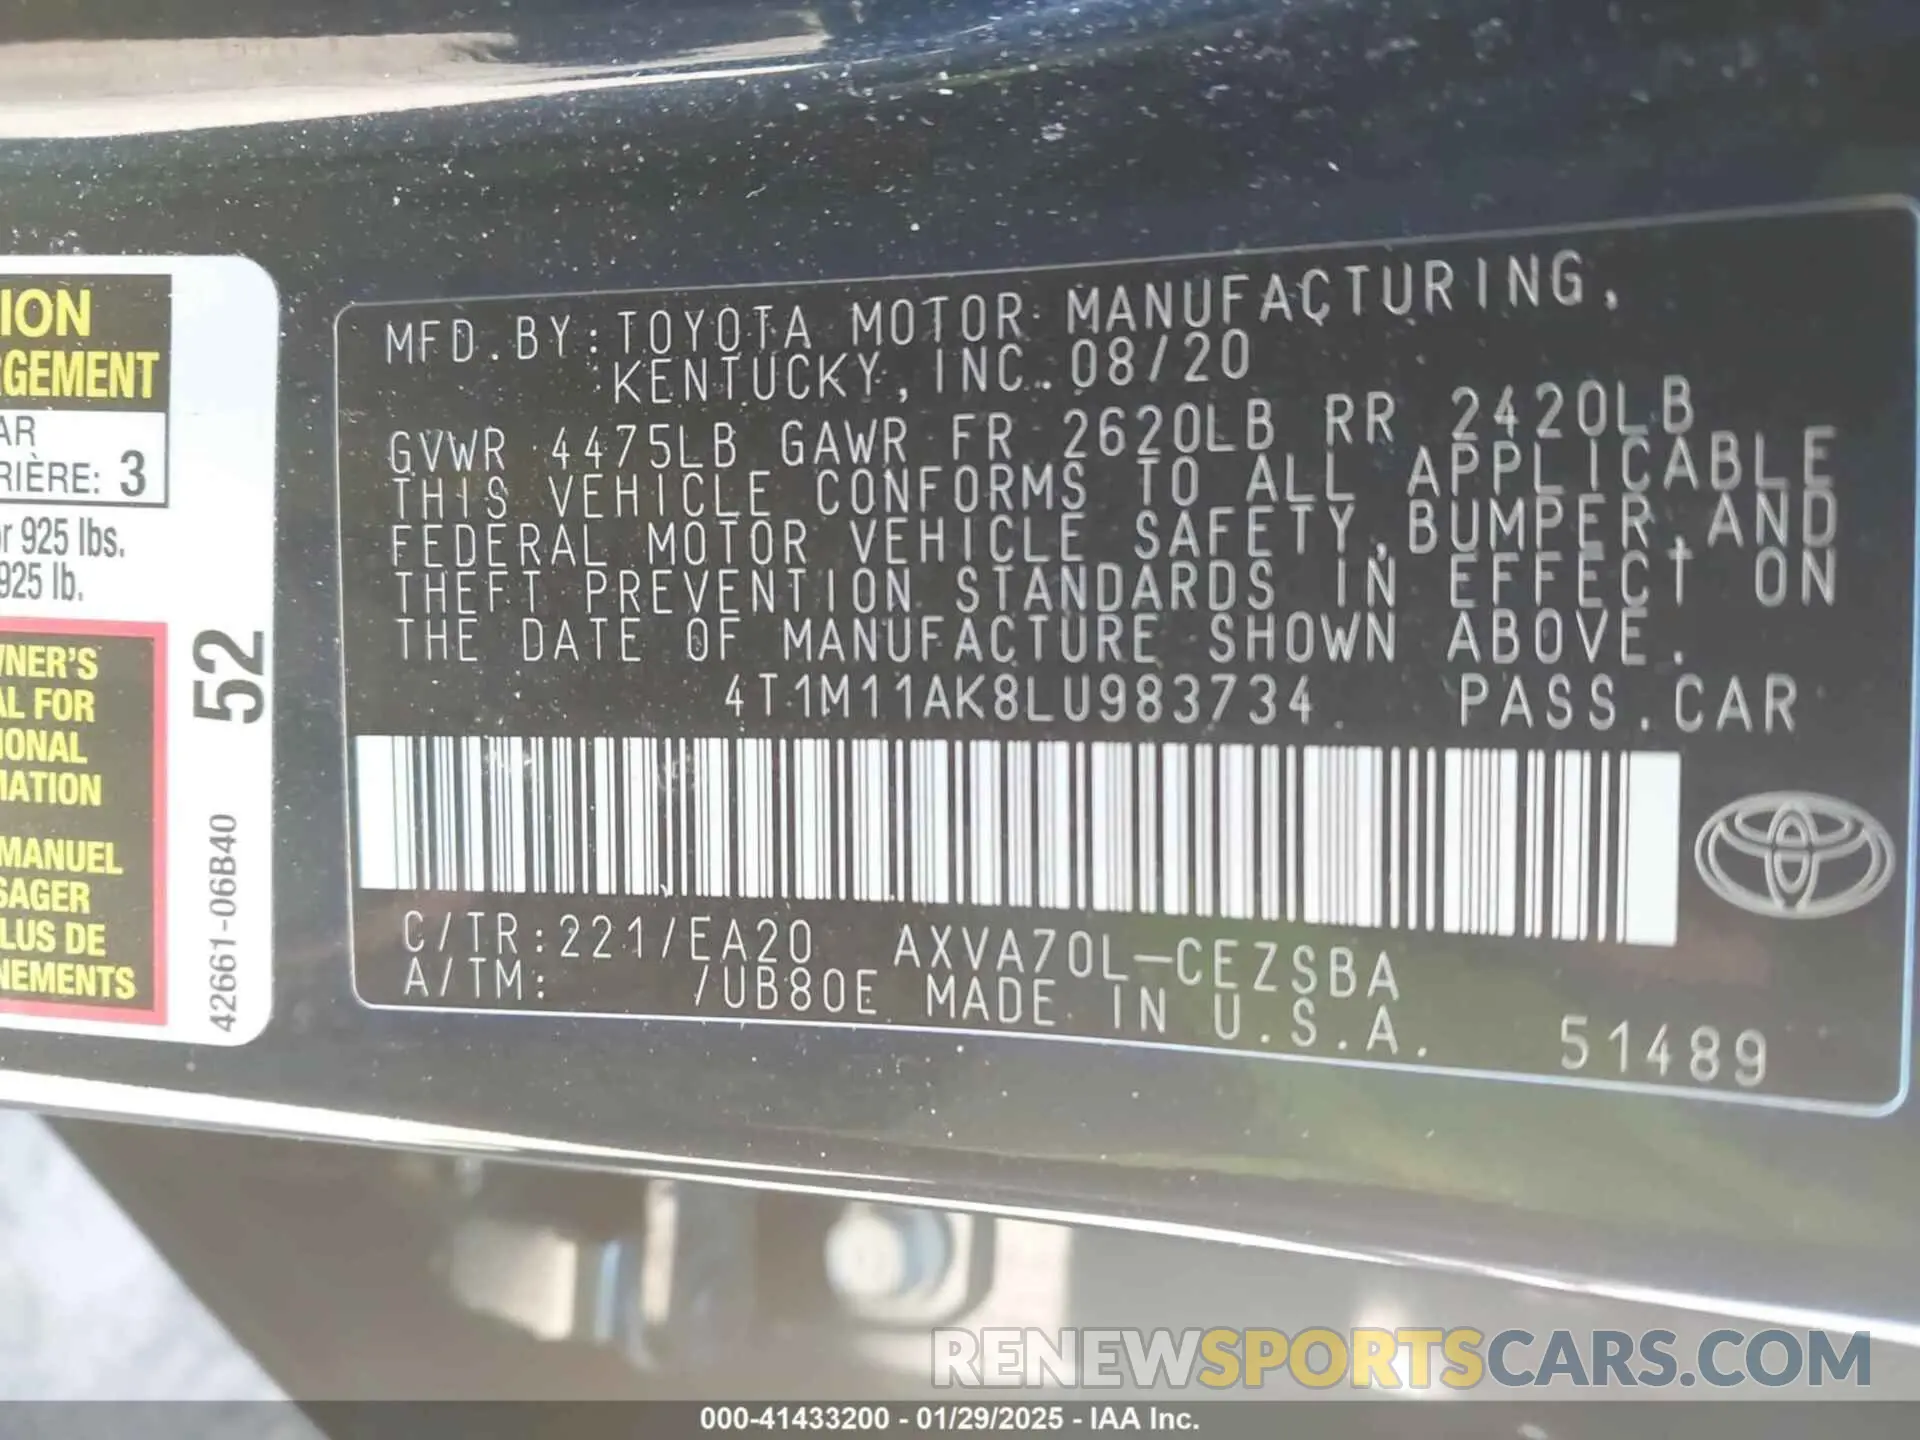 ION
RGEMENT
AR
RIÈRE: 3
or 925 lbs.
925 lb.
WNER'S
AL FOR
IONAL
MATION
MANUEL
SAGER
LUS DE
NEMENTS
52
42661-06B40
MFD. BY: TOYOTA MOTOR MANUFACTURING,
KENTUCKY, INC. 08/20
GVWR 4475LB GAWR FR 2620LB RR 2420LB
THIS VEHICLE CONFORMS TO ALL APPLICABLE
FEDERAL MOTOR VEHICLE SAFETY, BUMPER, AND
THEFT PREVENTION STANDARDS IN EFFECT ON
THE DATE OF MANUFACTURE SHOWN ABOVE.
4T1M11AK8LU983734 PASS.CAR
C/TR:221/EA20 AXVA70L-CEZSBA
A/TM: /UB80E MADE IN U.S.A. 51489
RENEWSPORTSCARS.COM
000-41433200 - 01/29/2025 - IAA Inc.